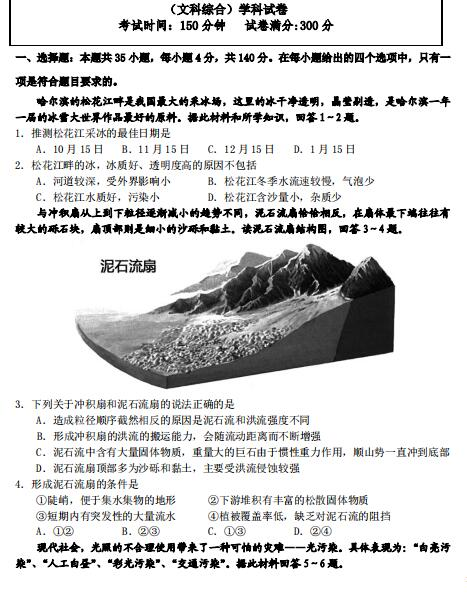 （文科综合）学科试卷
考试时间：150分钟 试卷满分:300分
一、选择题：本题共35小题，每小题4分，共140分。在每小题给出的四个选项中，只有一
项是符合题目要求的。
哈尔滨的松花江畔是我国最大的采冰场，这里的冰干净透明，晶莹剔透，是哈尔滨一年
一届的冰雪大世界作品最好的原料。据此材料和所学知识，回答1～2题。
1．推测松花江采冰的最佳日期是
A．10月15日 B．11月15日 C．12月15日 D．1月15日
2．松花江畔的冰，冰质好、透明度高的原因不包括
A．河道较深，受外界影响小 B．松花江冬季水流速较慢，气泡少
C．松花江水质好，污染小 D．松花江含沙量小，杂质少
与冲积扇从上到下粒径逐渐减小的趋势不同，泥石流扇恰恰相反，在扇体最下端往往有
较大的砾石块，扇顶部则是细小的沙砾和黏土。读泥石流扇结构图，回答3～4题。
泥石流扇
3．下列关于冲积扇和泥石流扇的说法正确的是
A．造成粒径顺序截然相反的原因是泥石流和洪流强度不同
B．形成冲积扇的洪流的搬运能力，会随流动距离而不断增强
C．泥石流中含有大量固体物质，重量大的巨石由于惯性重力作用，顺山势一直冲到底部
D．泥石流扇顶部多为沙砾和黏土，主要受洪流侵蚀较强
4．形成泥石流扇的条件是
①陡峭，便于集水集物的地形 ②下游堆积有丰富的松散固体物质
③短期内有突发性的大量流水 ④植被覆盖率低，缺乏对泥石流的阻挡
A．①② B．②③ C．①③ D．②④
现代社会，光照的不合理使用带来了一种可怕的灾难——光污染。具体表现为：“白亮污
染”、“人工白昼”、“彩光污染”、“交通污染”。据此材料回答5～6题。